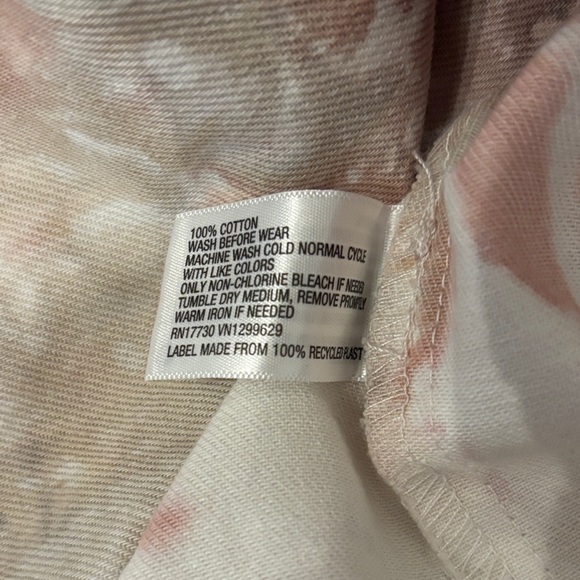 100% COTTON
WASH BEFORE WEAR
MACHINE WASH COLD NORMAL CYCLE
WITH LIKE COLORS
ONLY NON-CHLORINE BLEACH IF NEEDED
TUMBLE DRY MEDIUM, REMOVE PROMPTLY
WARM IRON IF NEEDED
RN17730 VN1299629
LABEL MADE FROM 100% RECYCLED PLAST